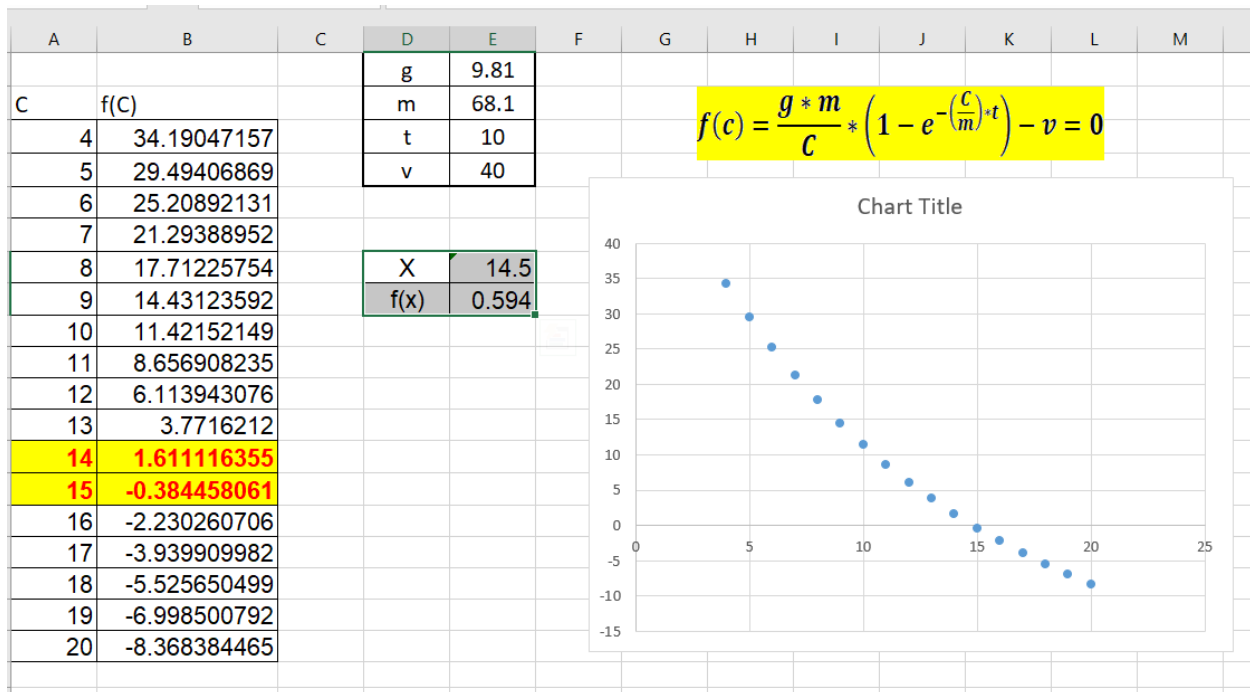 A B C D E F G H I J K L M
g 9.81
C f(C) m 68.1
4 34.19047157 t 10
5 29.49406869 v 40
6 25.20892131
7 21.29388952
8 17.71225754 X 14.5
9 14.43123592 f(x) 0.594
10 11.42152149
11 8.656908235
12 6.113943076
13 3.7716212
14 1.611116355
15 -0.384458061
16 -2.230260706
17 -3.939909982
18 -5.525650499
19 -6.998500792
20 -8.368384465
f(c) = g * m / C * (1 − e^−(C/m)*t) − v = 0
Chart Title
40
35
30
25
20
15
10
5
0
-5
-10
-15
0 5 10 15 20 25